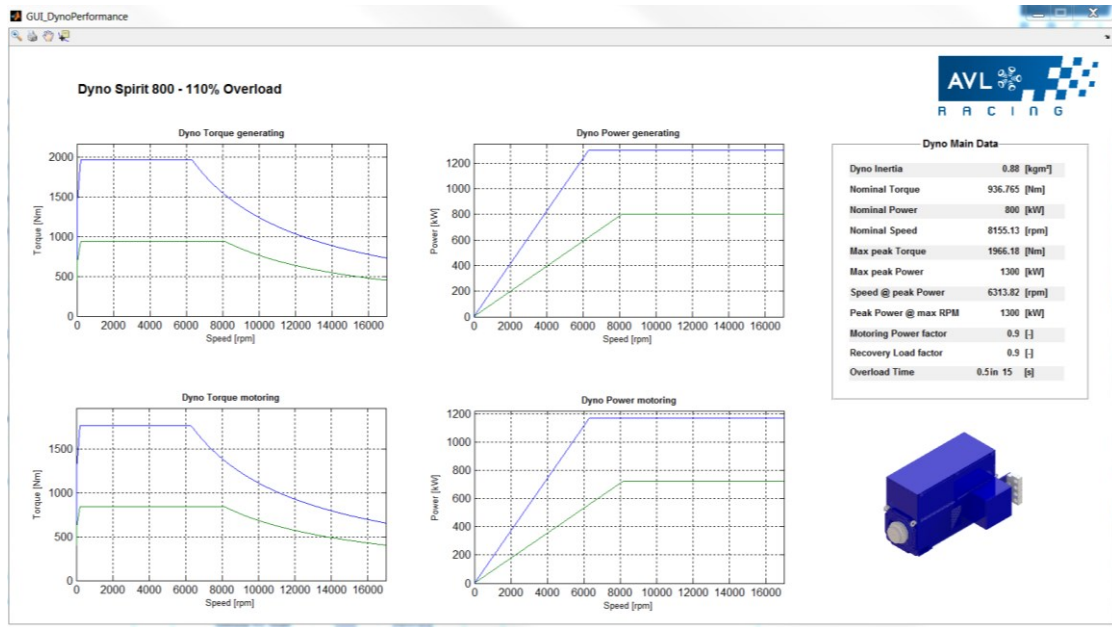 GUI_DynoPerformance
Dyno Spirit 800 - 110% Overload
AVL
RACING
Dyno Torque generating
Torque [Nm]
2000
1500
1000
500
0
0 2000 4000 6000 8000 10000 12000 14000 16000
Speed [rpm]
Dyno Power generating
Power [kW]
1200
1000
800
600
400
200
0
0 2000 4000 6000 8000 10000 12000 14000 16000
Speed [rpm]
Dyno Main Data
Dyno Inertia 0.88 [kgm²]
Nominal Torque 936.765 [Nm]
Nominal Power 800 [kW]
Nominal Speed 8155.13 [rpm]
Max peak Torque 1966.18 [Nm]
Max peak Power 1300 [kW]
Speed @ peak Power 6313.82 [rpm]
Peak Power @ max RPM 1300 [kW]
Motoring Power factor 0.9 [-]
Recovery Load factor 0.9 [-]
Overload Time 0.5 in 15 [s]
Dyno Torque motoring
Torque [Nm]
1500
1000
500
0
0 2000 4000 6000 8000 10000 12000 14000 16000
Speed [rpm]
Dyno Power motoring
Power [kW]
1200
1000
800
600
400
200
0
0 2000 4000 6000 8000 10000 12000 14000 16000
Speed [rpm]